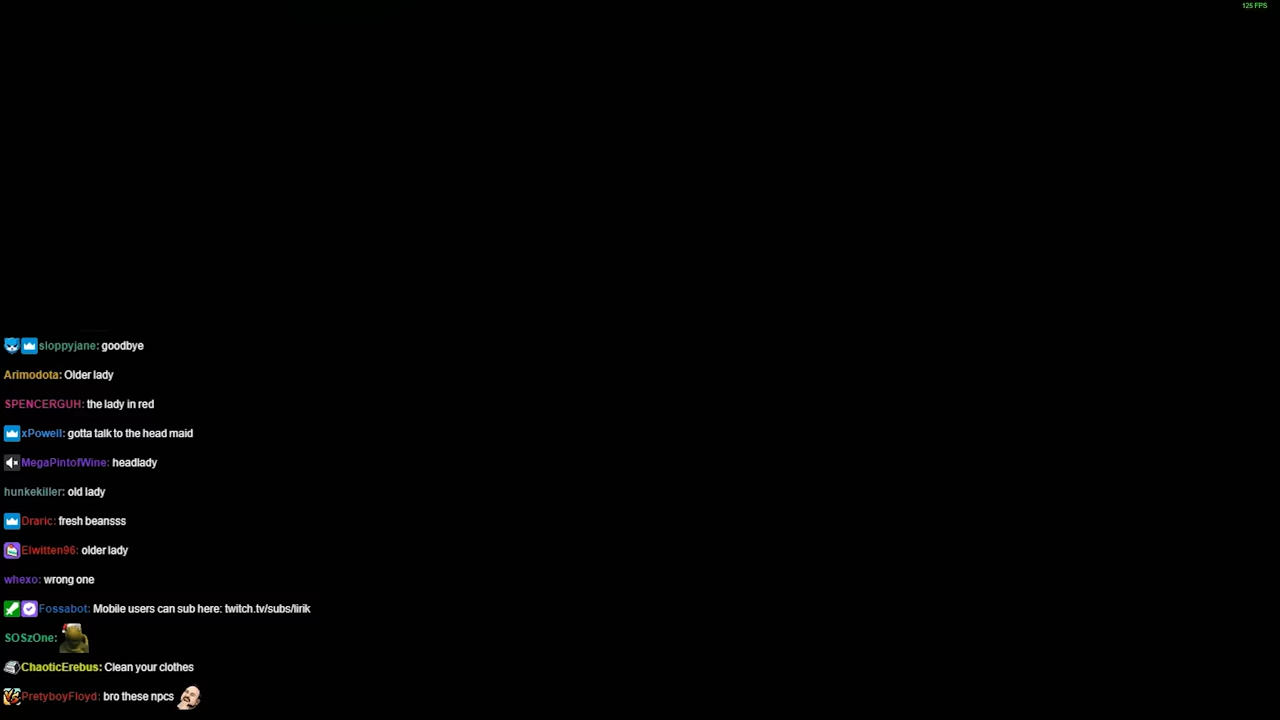 125 FPS
sloppyjane: goodbye
Arimodota: Older lady
SPENCERGUH: the lady in red
xPowell: gotta talk to the head maid
MegaPintofWine: headlady
hunkekiller: old lady
Draric: fresh beansss
Elwitten96: older lady
whexo: wrong one
Fossabot: Mobile users can sub here: twitch.tv/subs/lirik
SOSzOne:
ChaoticErebus: Clean your clothes
PretyboyFloyd: bro these npcs